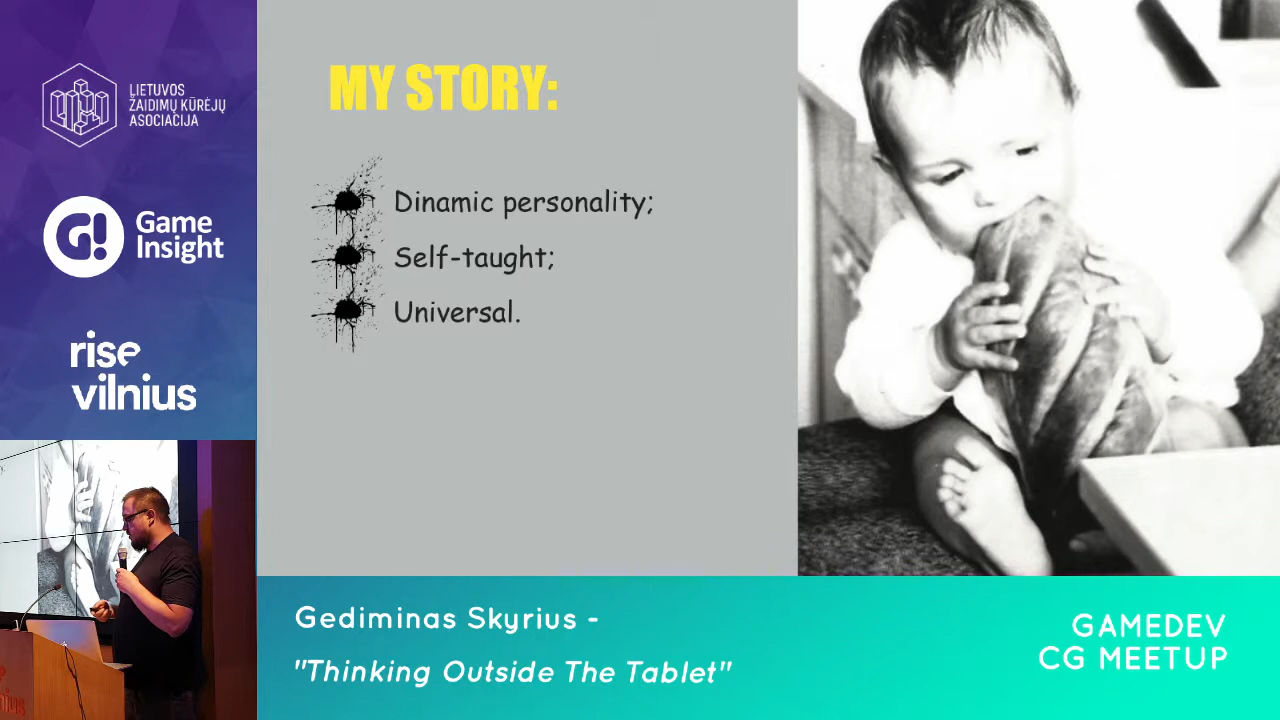 LIETUVOS
ŽAIDIMŲ KŪRĖJŲ
ASOCIACIJA
G!
Game
Insight
rise
vilnius
MY STORY:
Dinamic personality;
Self-taught;
Universal.
Gediminas Skyrius -
"Thinking Outside The Tablet"
GAMEDEV
CG MEETUP